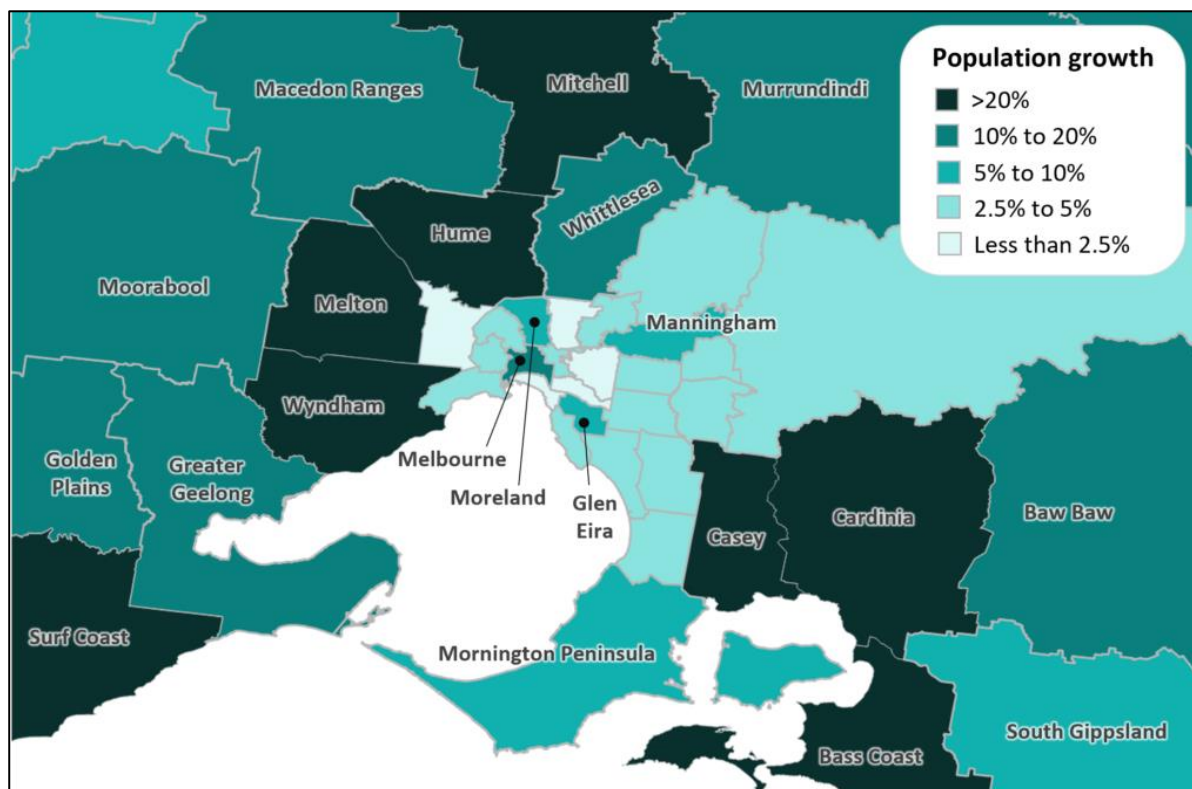 Population growth
>20%
10% to 20%
5% to 10%
2.5% to 5%
Less than 2.5%
Macedon Ranges
Mitchell
Murrundindi
Whittlesea
Hume
Moorabool
Melton
Manningham
Wyndham
Golden
Plains
Greater
Geelong
Melbourne
Moreland
Glen
Eira
Casey
Cardinia
Baw Baw
Surf Coast
Mornington Peninsula
South Gippsland
Bass Coast